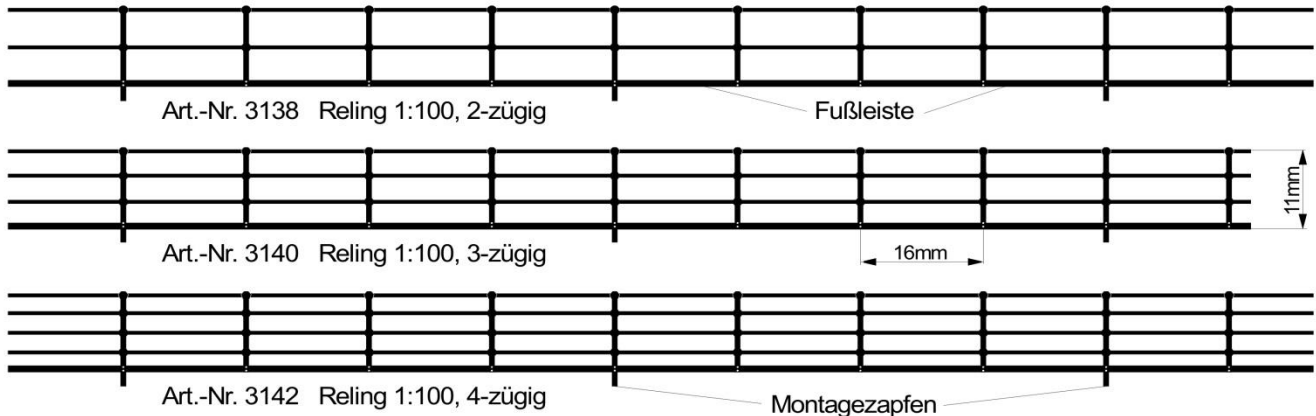 Art.-Nr. 3138 Reling 1:100, 2-zügig
Fußleiste
11mm
Art.-Nr. 3140 Reling 1:100, 3-zügig
16mm
Art.-Nr. 3142 Reling 1:100, 4-zügig
Montagezapfen